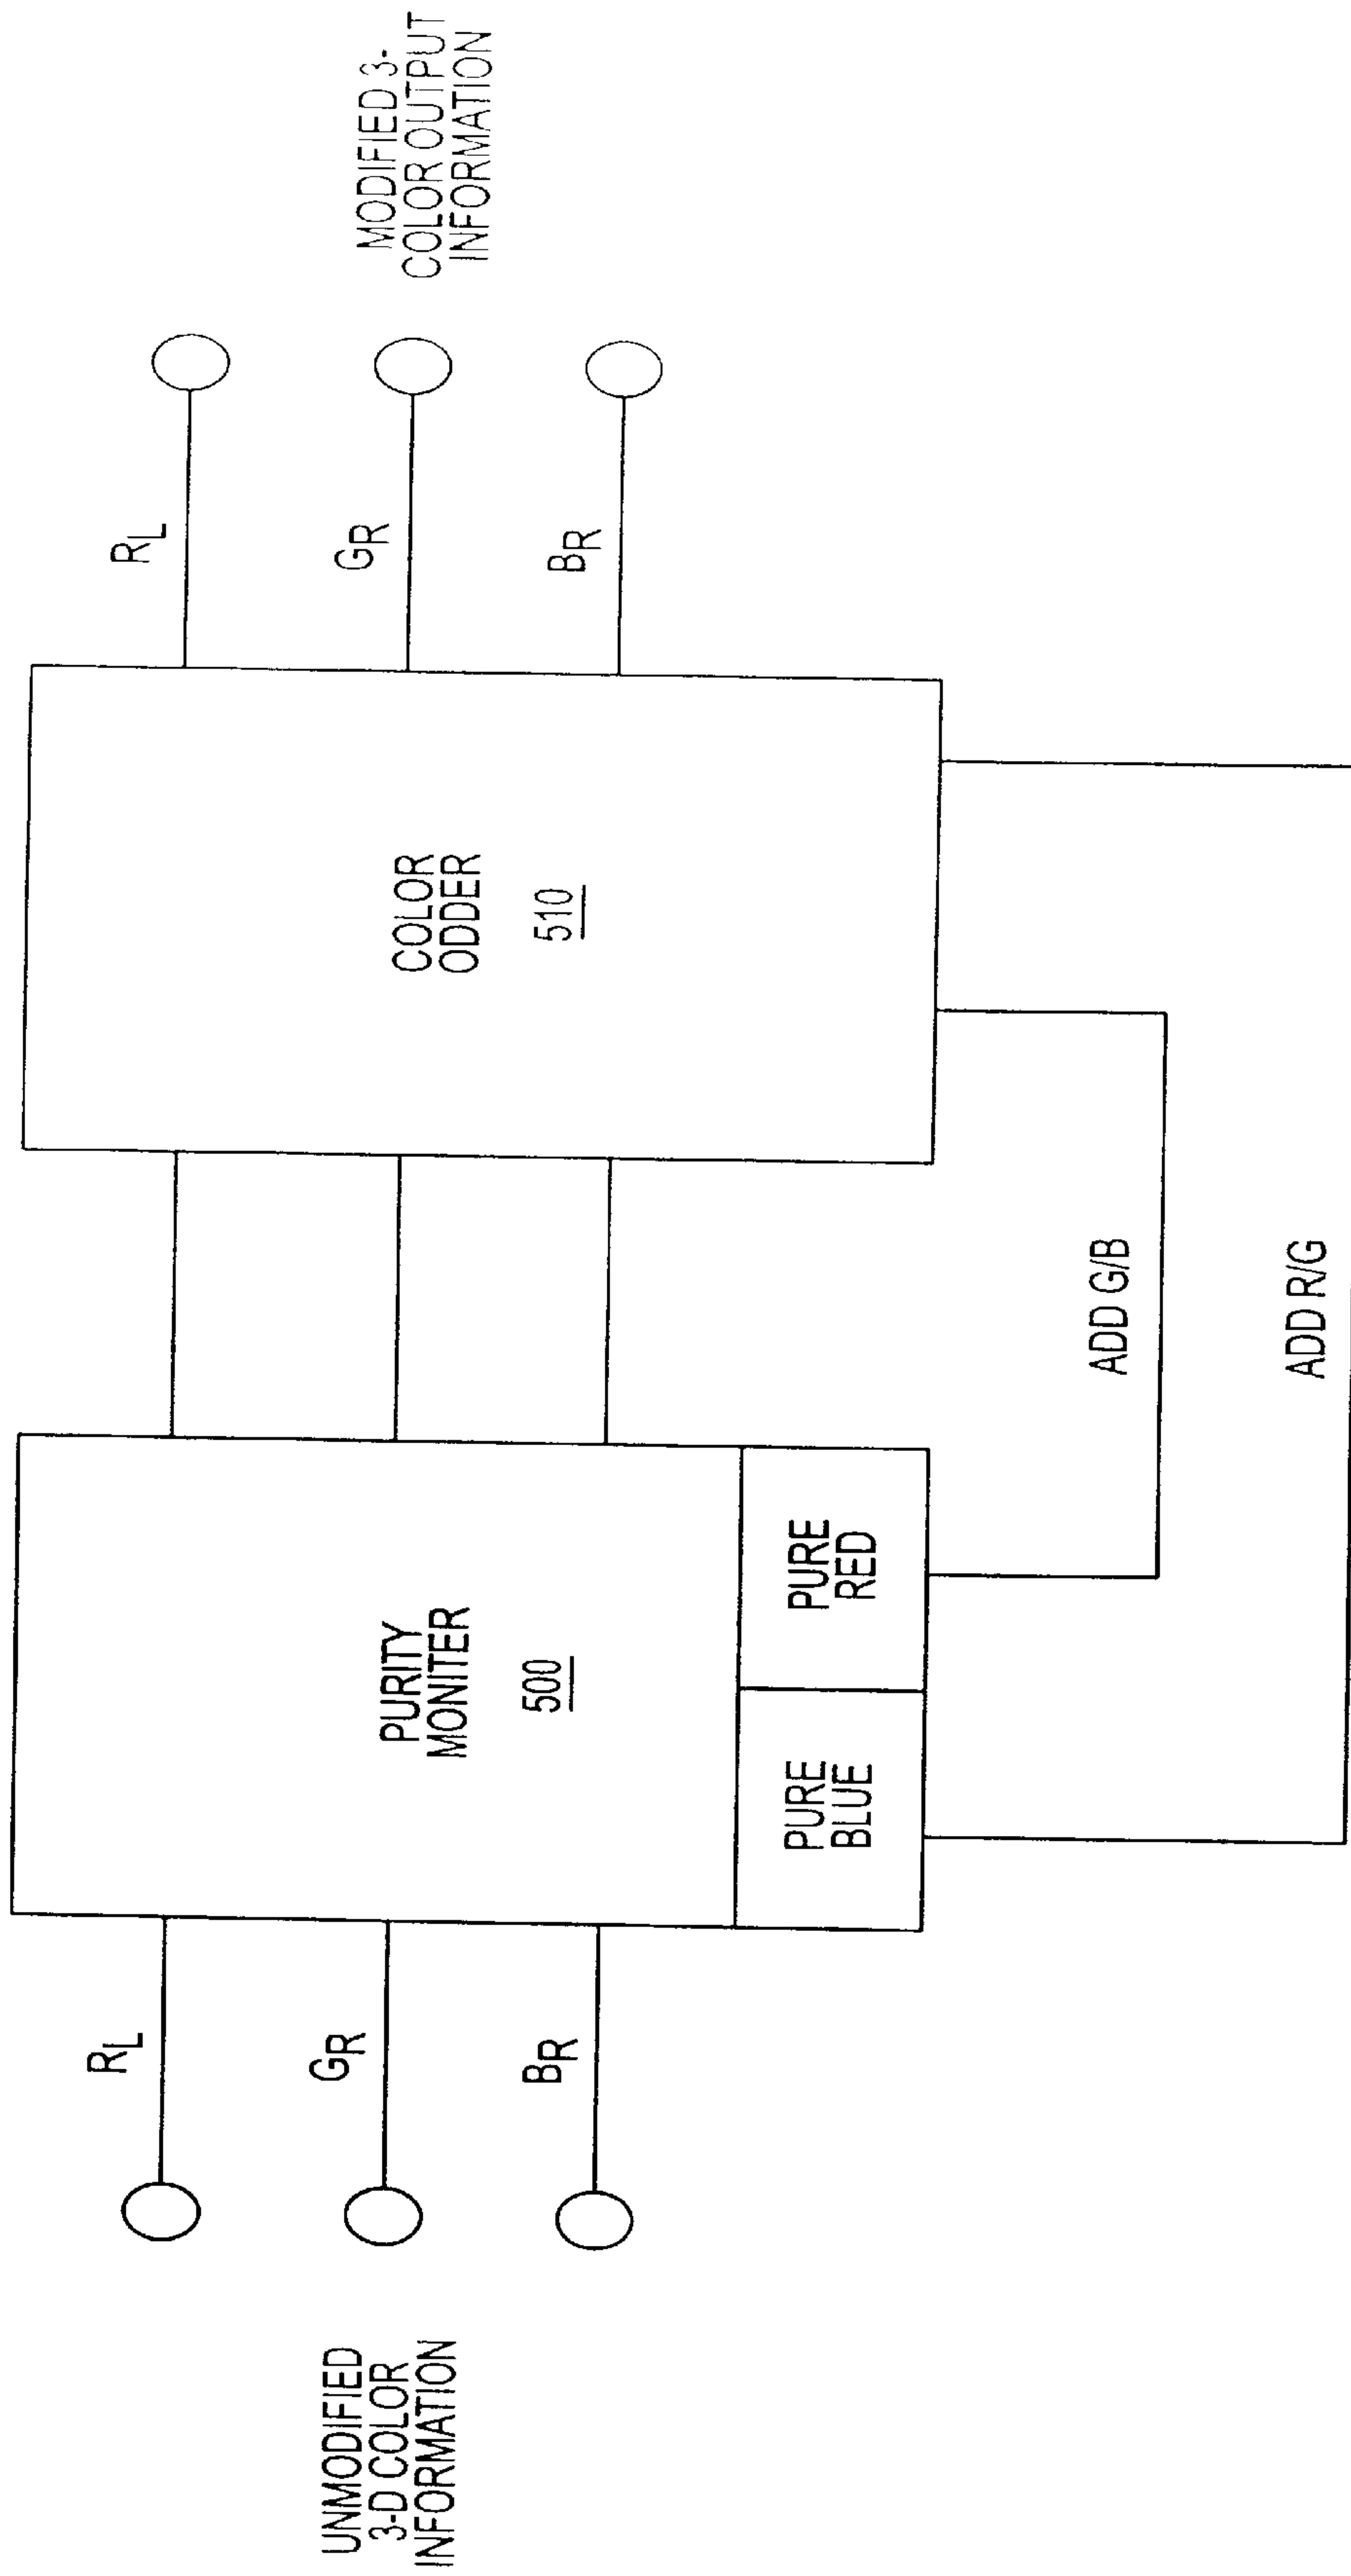 UNMODIFIED
3-D COLOR
INFORMATION
RL
GR
BR
PURITY
MONITER
500
PURE
BLUE
PURE
RED
ADD G/B
ADD R/G
COLOR
ODDER
510
RL
GR
BR
MODIFIED 3-
COLOR OUTPUT
INFORMATION